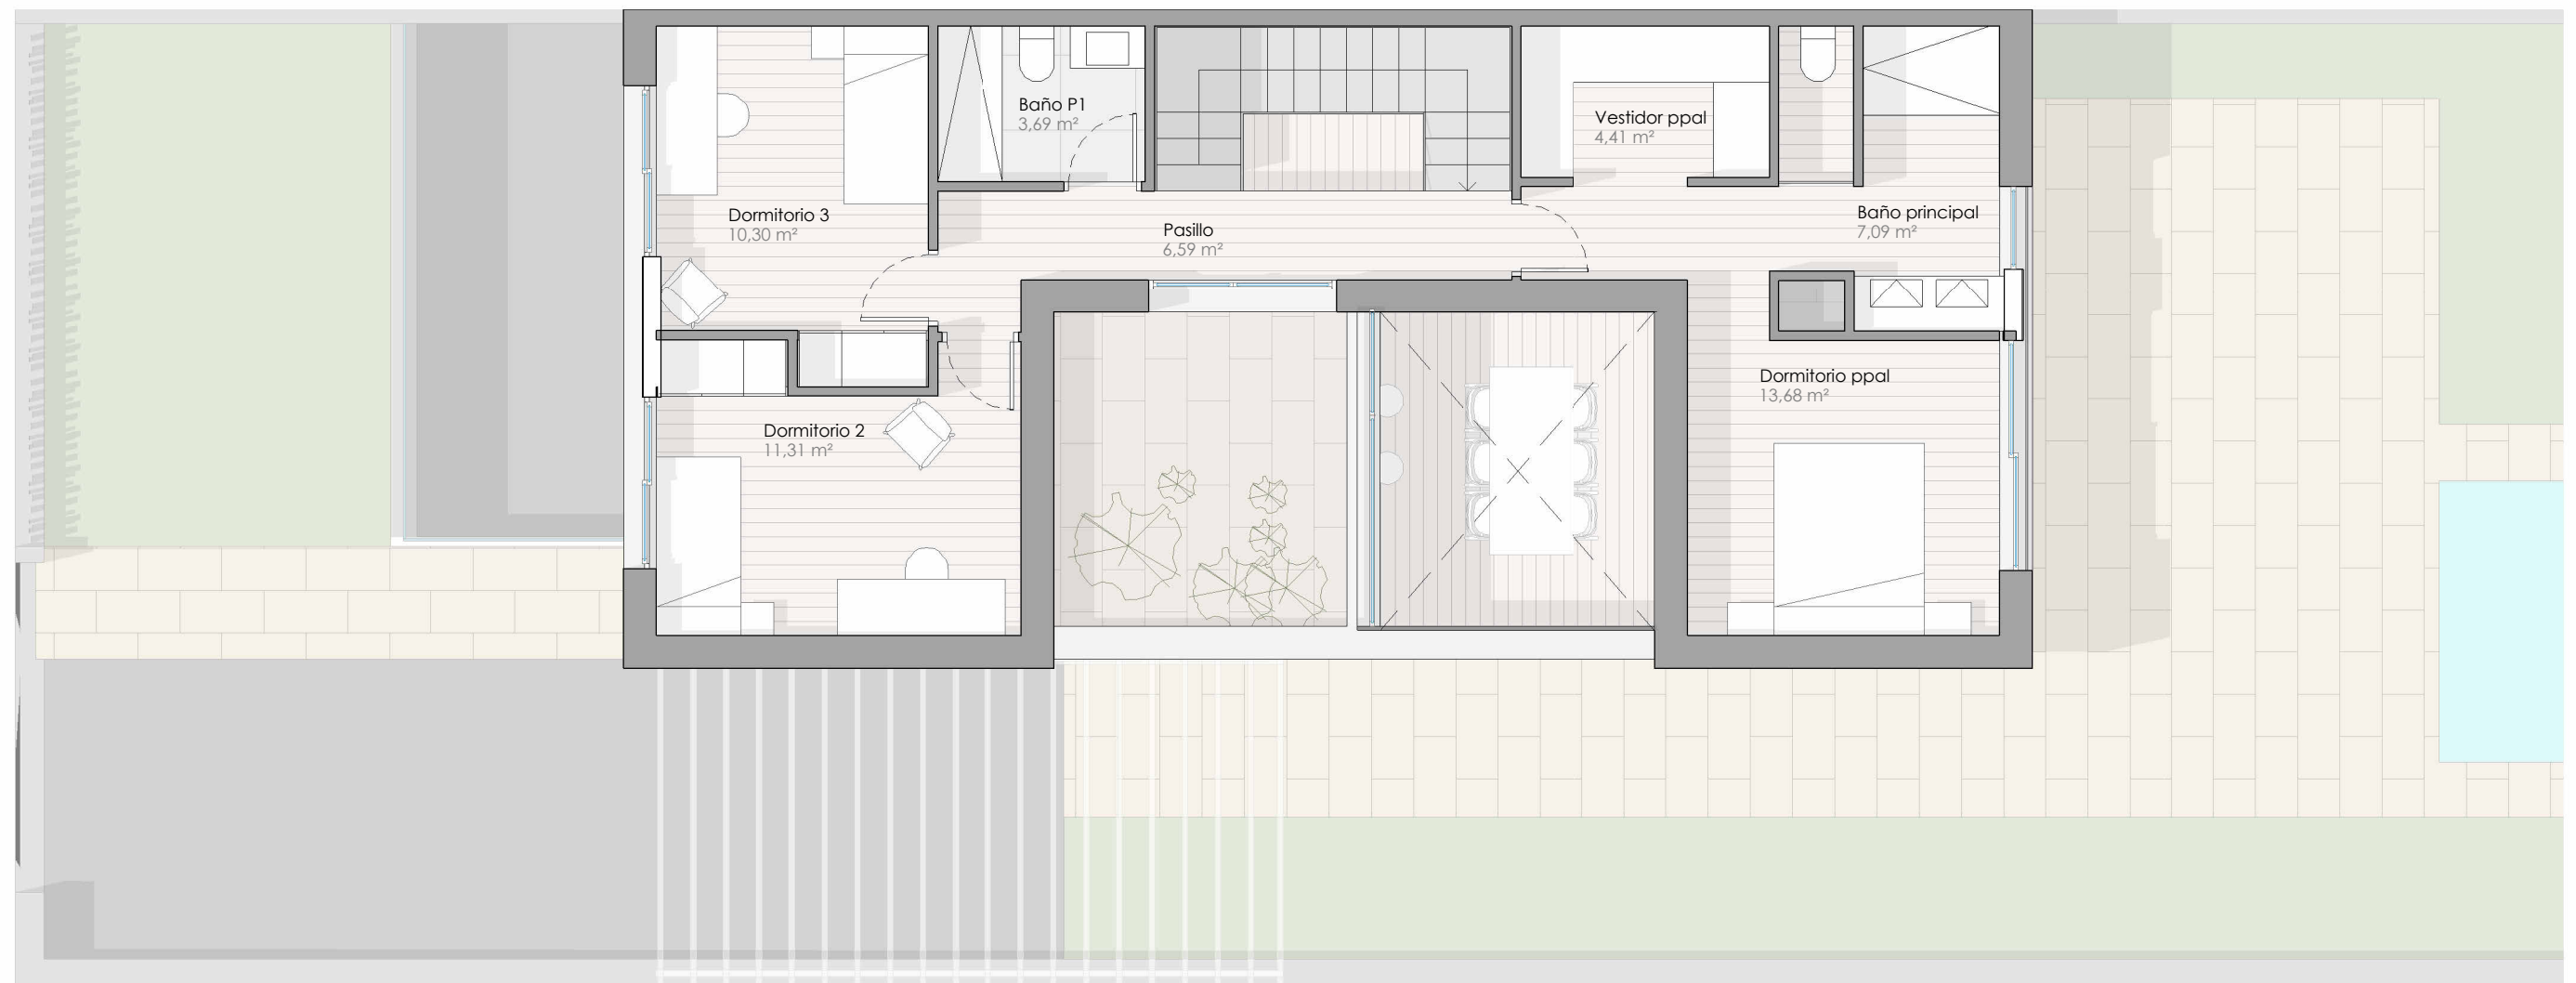 Baño P1
3,69 m²
Vestidor ppal
4,41 m²
Dormitorio 3
10,30 m²
Pasillo
6,59 m²
Baño principal
7,09 m²
Dormitorio ppal
13,68 m²
Dormitorio 2
11,31 m²